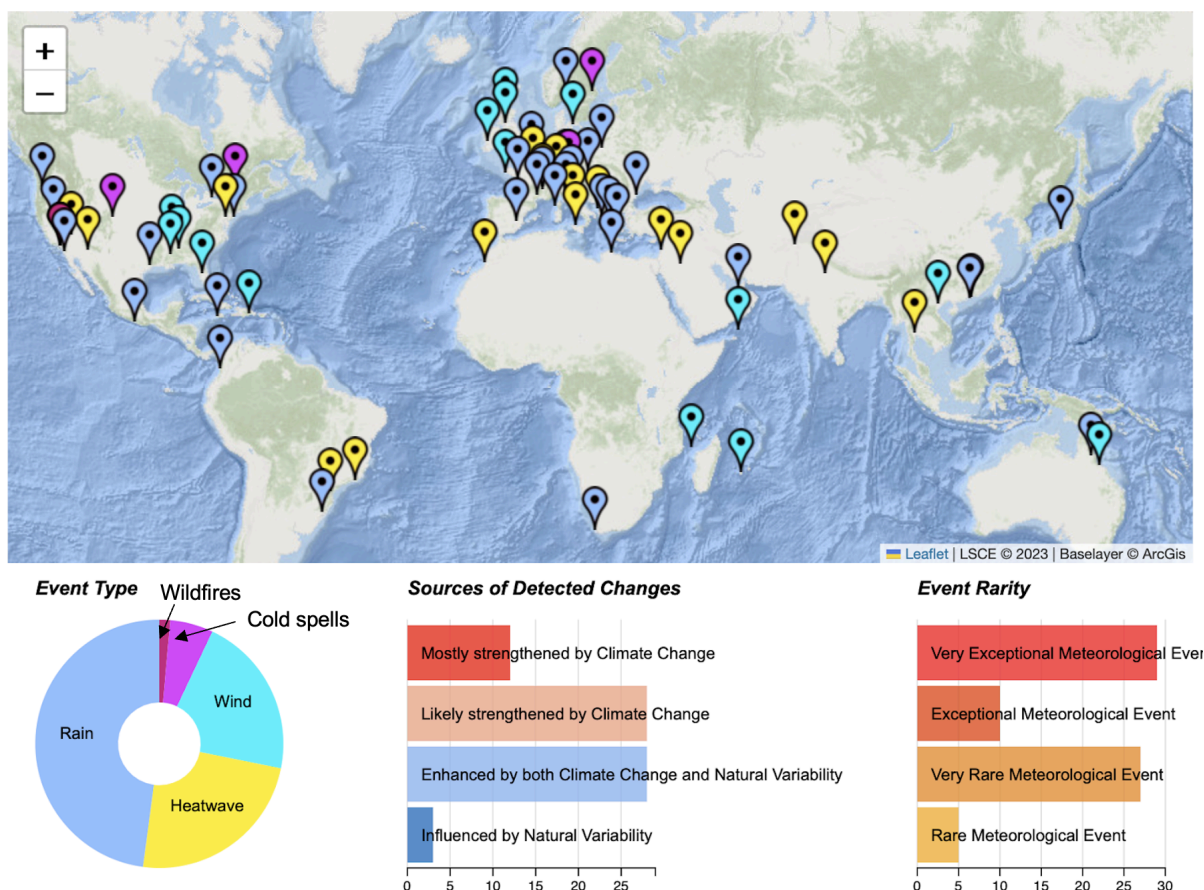 +
−
Leaflet | LSCE © 2023 | Baselayer © ArcGis
Event Type
Wildfires
Cold spells
Wind
Rain
Heatwave
Sources of Detected Changes
Mostly strengthened by Climate Change
Likely strengthened by Climate Change
Enhanced by both Climate Change and Natural Variability
Influenced by Natural Variability
0 5 10 15 20 25
Event Rarity
Very Exceptional Meteorological Ever
Exceptional Meteorological Event
Very Rare Meteorological Event
Rare Meteorological Event
0 5 10 15 20 25 30